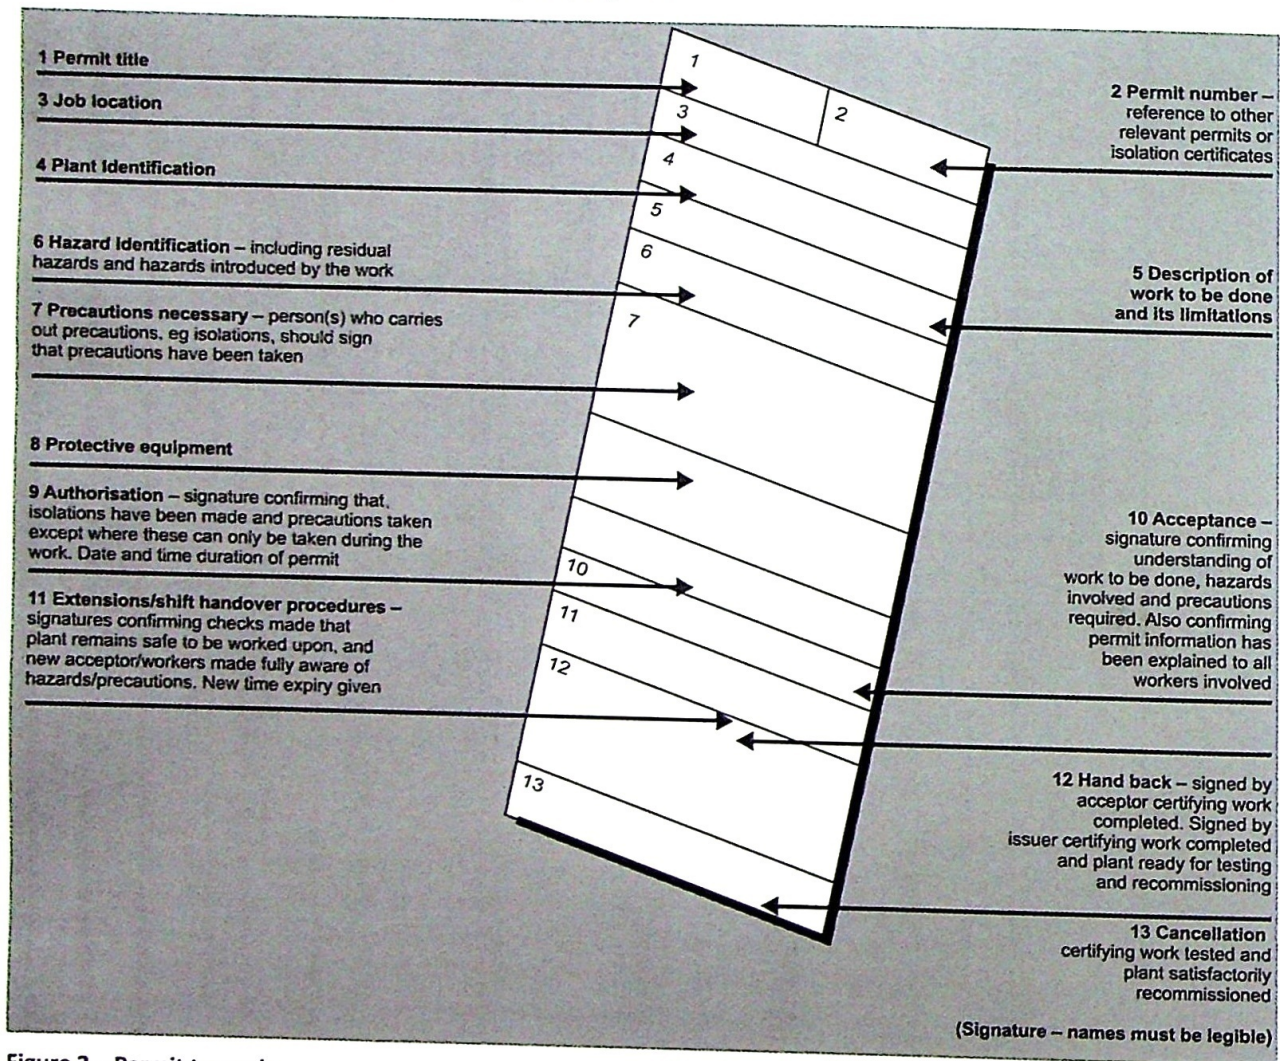 1 Permit title
3 Job location
4 Plant Identification
6 Hazard Identification – including residual
hazards and hazards introduced by the work
7 Precautions necessary – person(s) who carries
out precautions, eg isolations, should sign
that precautions have been taken
8 Protective equipment
9 Authorisation – signature confirming that,
isolations have been made and precautions taken
except where these can only be taken during the
work. Date and time duration of permit
11 Extensions/shift handover procedures –
signatures confirming checks made that
plant remains safe to be worked upon, and
new acceptor/workers made fully aware of
hazards/precautions. New time expiry given
1
2
3
4
5
6
7
10
11
12
13
2 Permit number –
reference to other
relevant permits or
isolation certificates
5 Description of
work to be done
and its limitations
10 Acceptance –
signature confirming
understanding of
work to be done, hazards
involved and precautions
required. Also confirming
permit information has
been explained to all
workers involved
12 Hand back – signed by
acceptor certifying work
completed. Signed by
issuer certifying work completed
and plant ready for testing
and recommissioning
13 Cancellation
certifying work tested and
plant satisfactorily
recommissioned
(Signature – names must be legible)